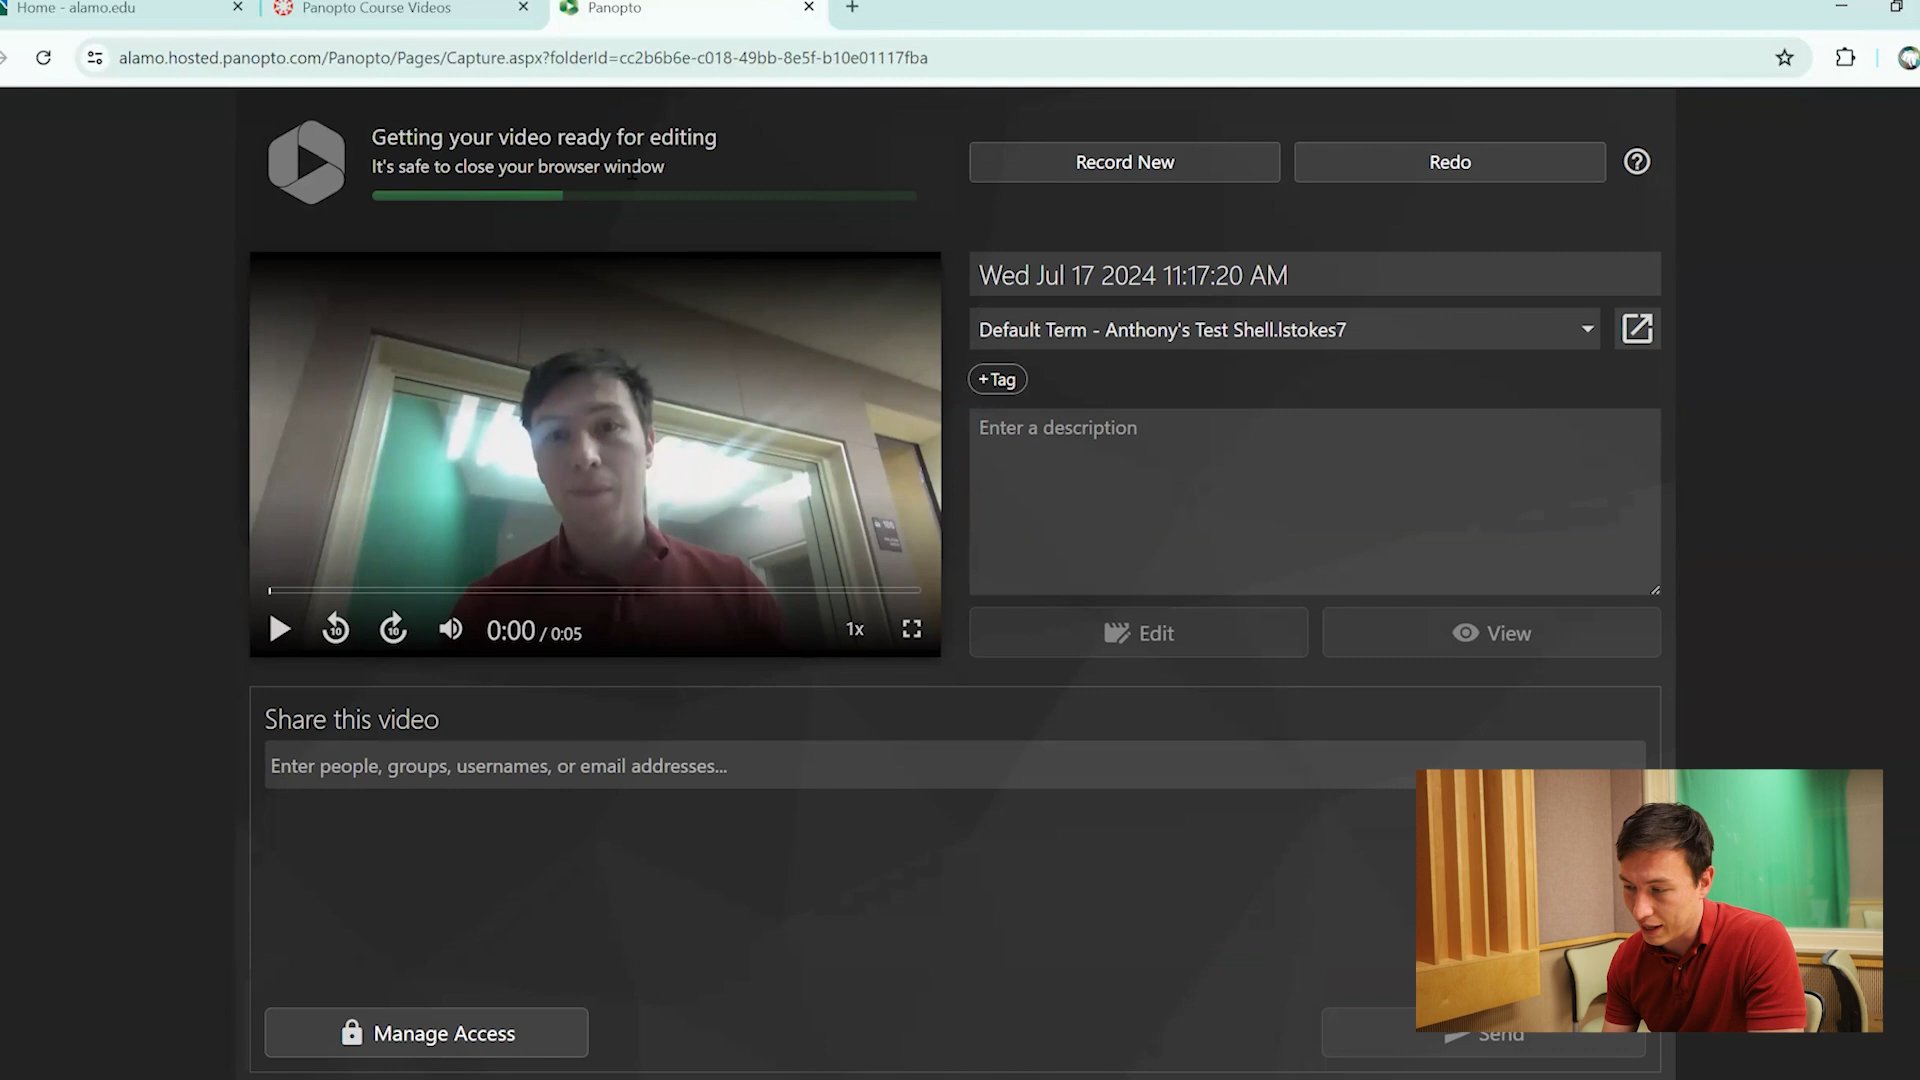 Home - alamo.edu
Panopto Course Videos
Panopto
alamo.hosted.panopto.com/Panopto/Pages/Capture.aspx?folderId=cc2b6b6e-c018-49bb-8e5f-b10e01117fba
Getting your video ready for editing
It's safe to close your browser window
Record New
Redo
Wed Jul 17 2024 11:17:20 AM
Default Term - Anthony's Test Shell.lstokes7
+Tag
Enter a description
10
10
0:00 / 0:05
1x
Edit
View
Share this video
Enter people, groups, usernames, or email addresses...
Manage Access
Send